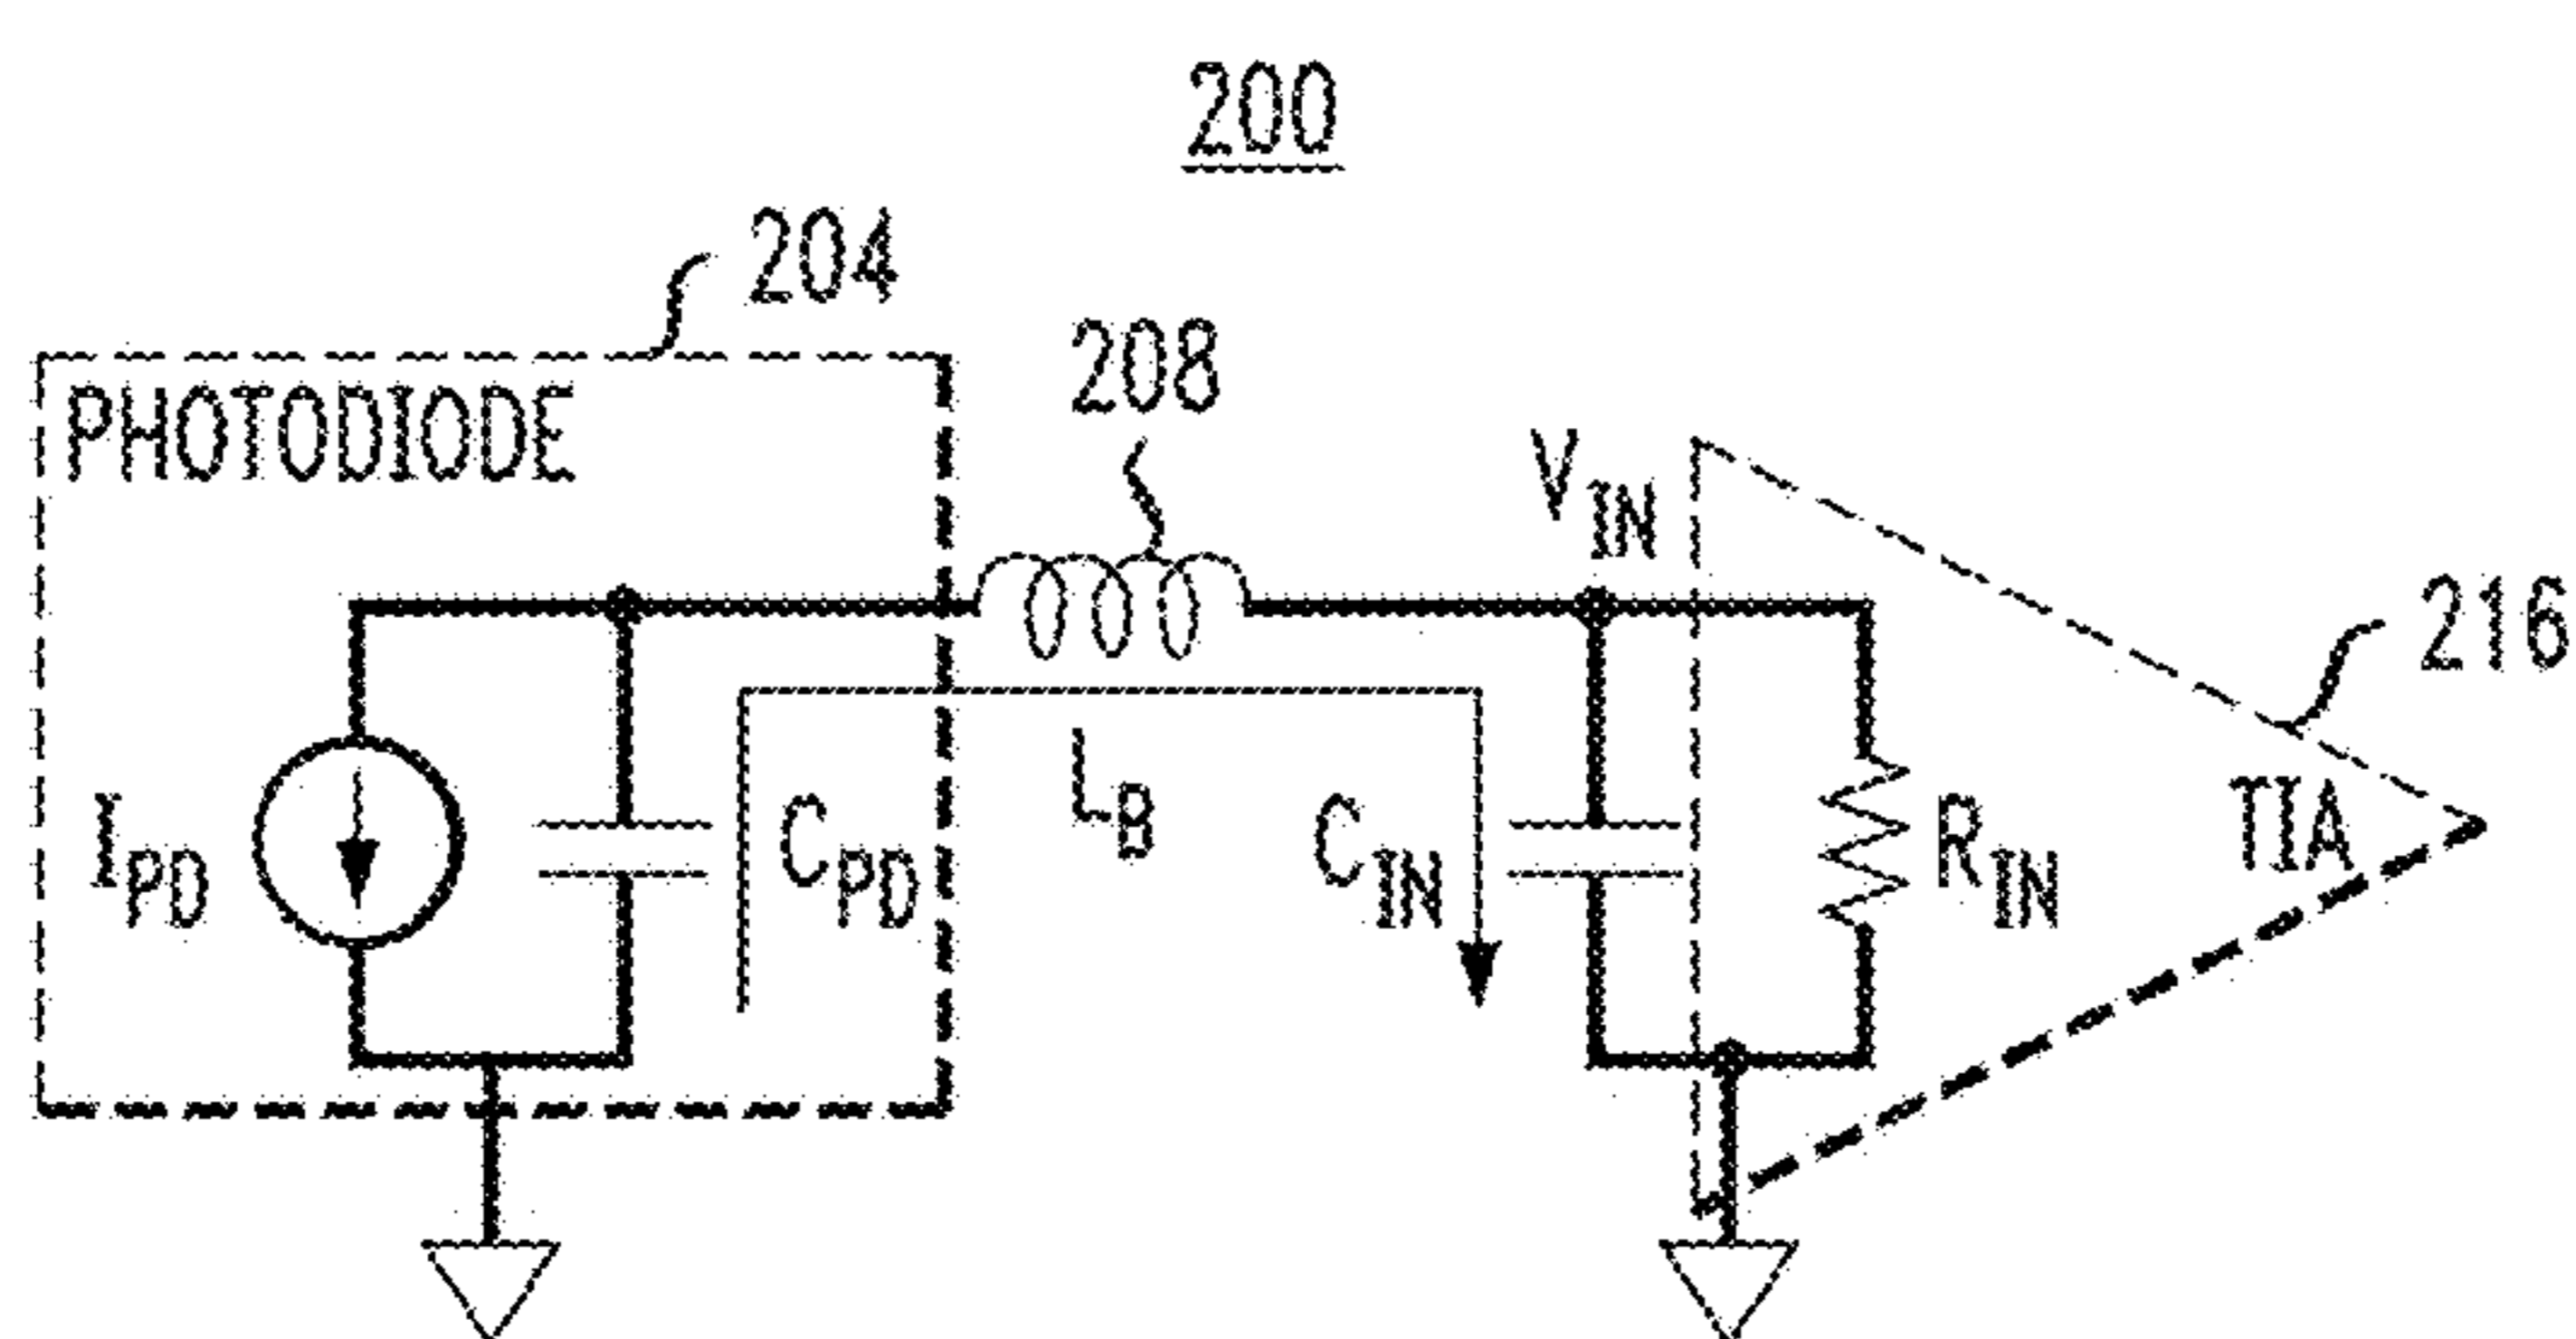 200
204
PHOTODIODE
208
V_IN
216
I_PD
C_PD
L_B
C_IN
R_IN
TIA